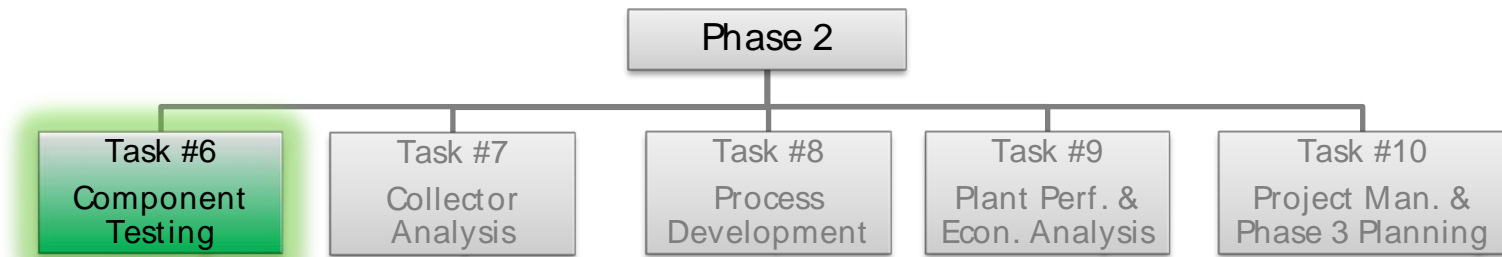 Phase 2
Task #6
Component
Testing
Task #7
Collector
Analysis
Task #8
Process
Development
Task #9
Plant Perf. &
Econ. Analysis
Task #10
Project Man. &
Phase 3 Planning